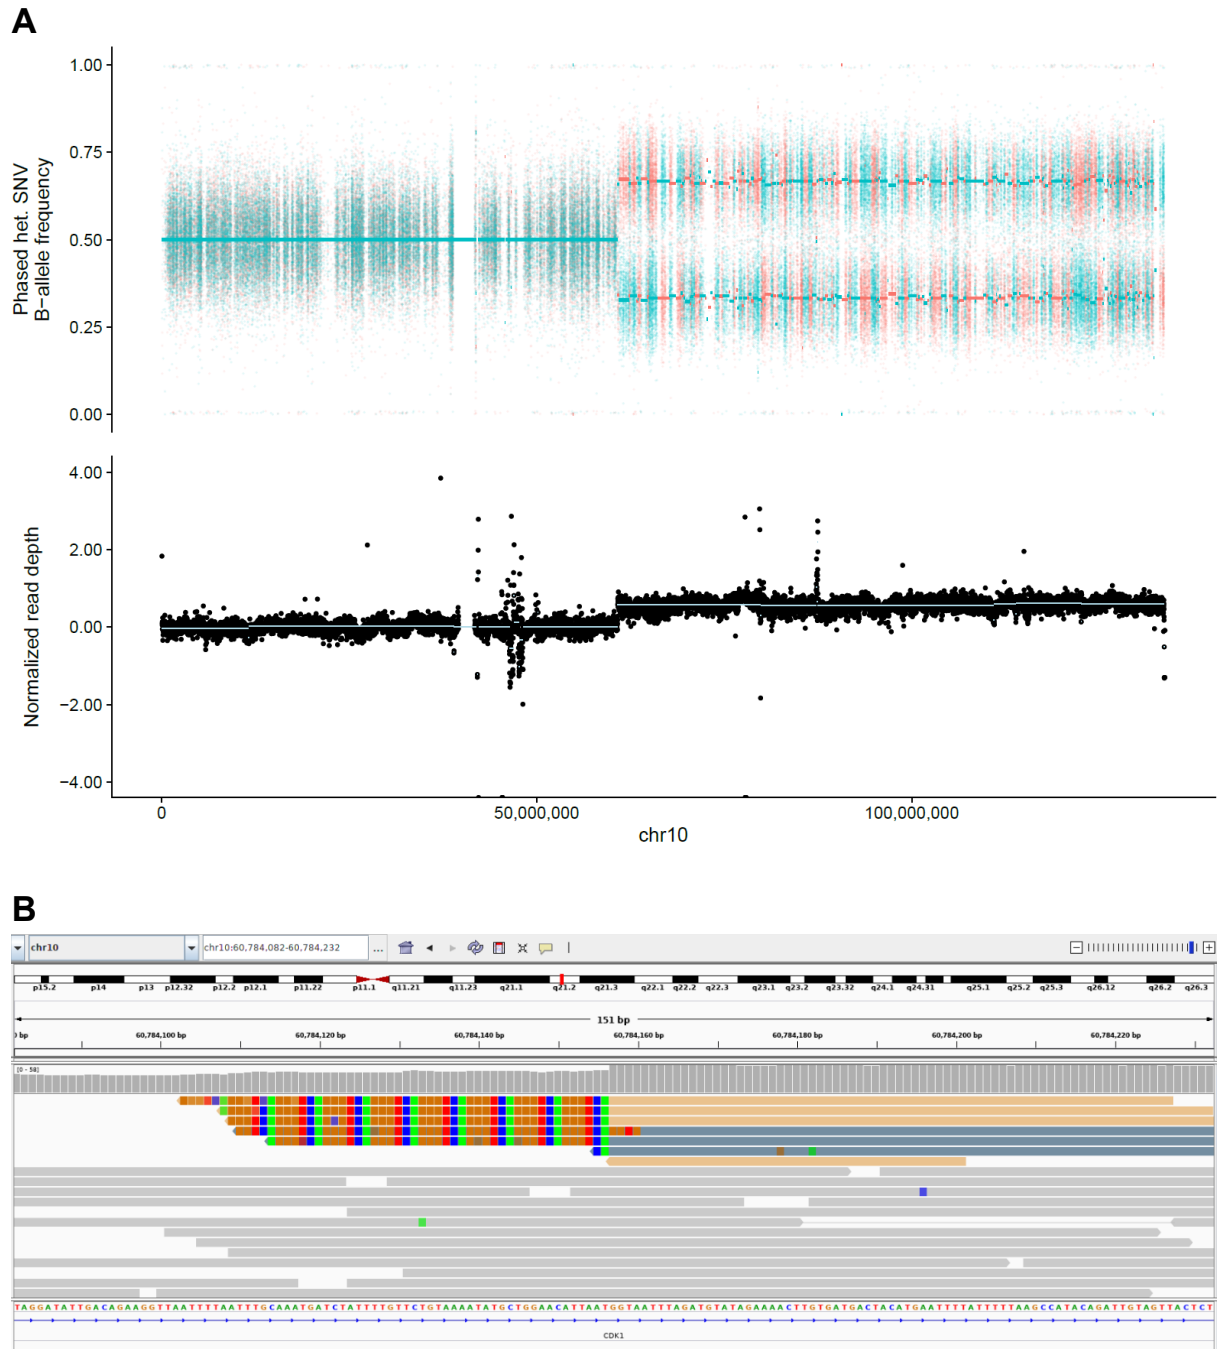 A
Phased het. SNV
B-allele frequency
1.00
0.75
0.50
0.25
0.00
Normalized read depth
4.00
2.00
0.00
−2.00
−4.00
0 50,000,000 100,000,000
chr10
B
chr10 chr10:60,784,082-60,784,232 ...
p15.2 p14 p13 p12.32 p12.2 p12.1 p11.22 p11.1 q11.21 q11.23 q21.1 q21.2 q21.3 q22.1 q22.2 q22.3 q23.1 q23.2 q23.32 q24.1 q24.31 q25.1 q25.2 q25.3 q26.12 q26.2 q26.3
151 bp
bp 60,784,100 bp 60,784,120 bp 60,784,140 bp 60,784,160 bp 60,784,180 bp 60,784,200 bp 60,784,220 bp
[0 - 58]
TAGGATATTGACAGAAGGTTAATTTTAATTTGCAAATGATCTATTTTGTTCTGTAAAATATGCTGGAACATTAATGGTAATTTAGATGTATAGAAAACTTGTGATGACTACATGAATTTTATTTTTAAGCCATACAGATTGTAGTTACTCT
CDK1